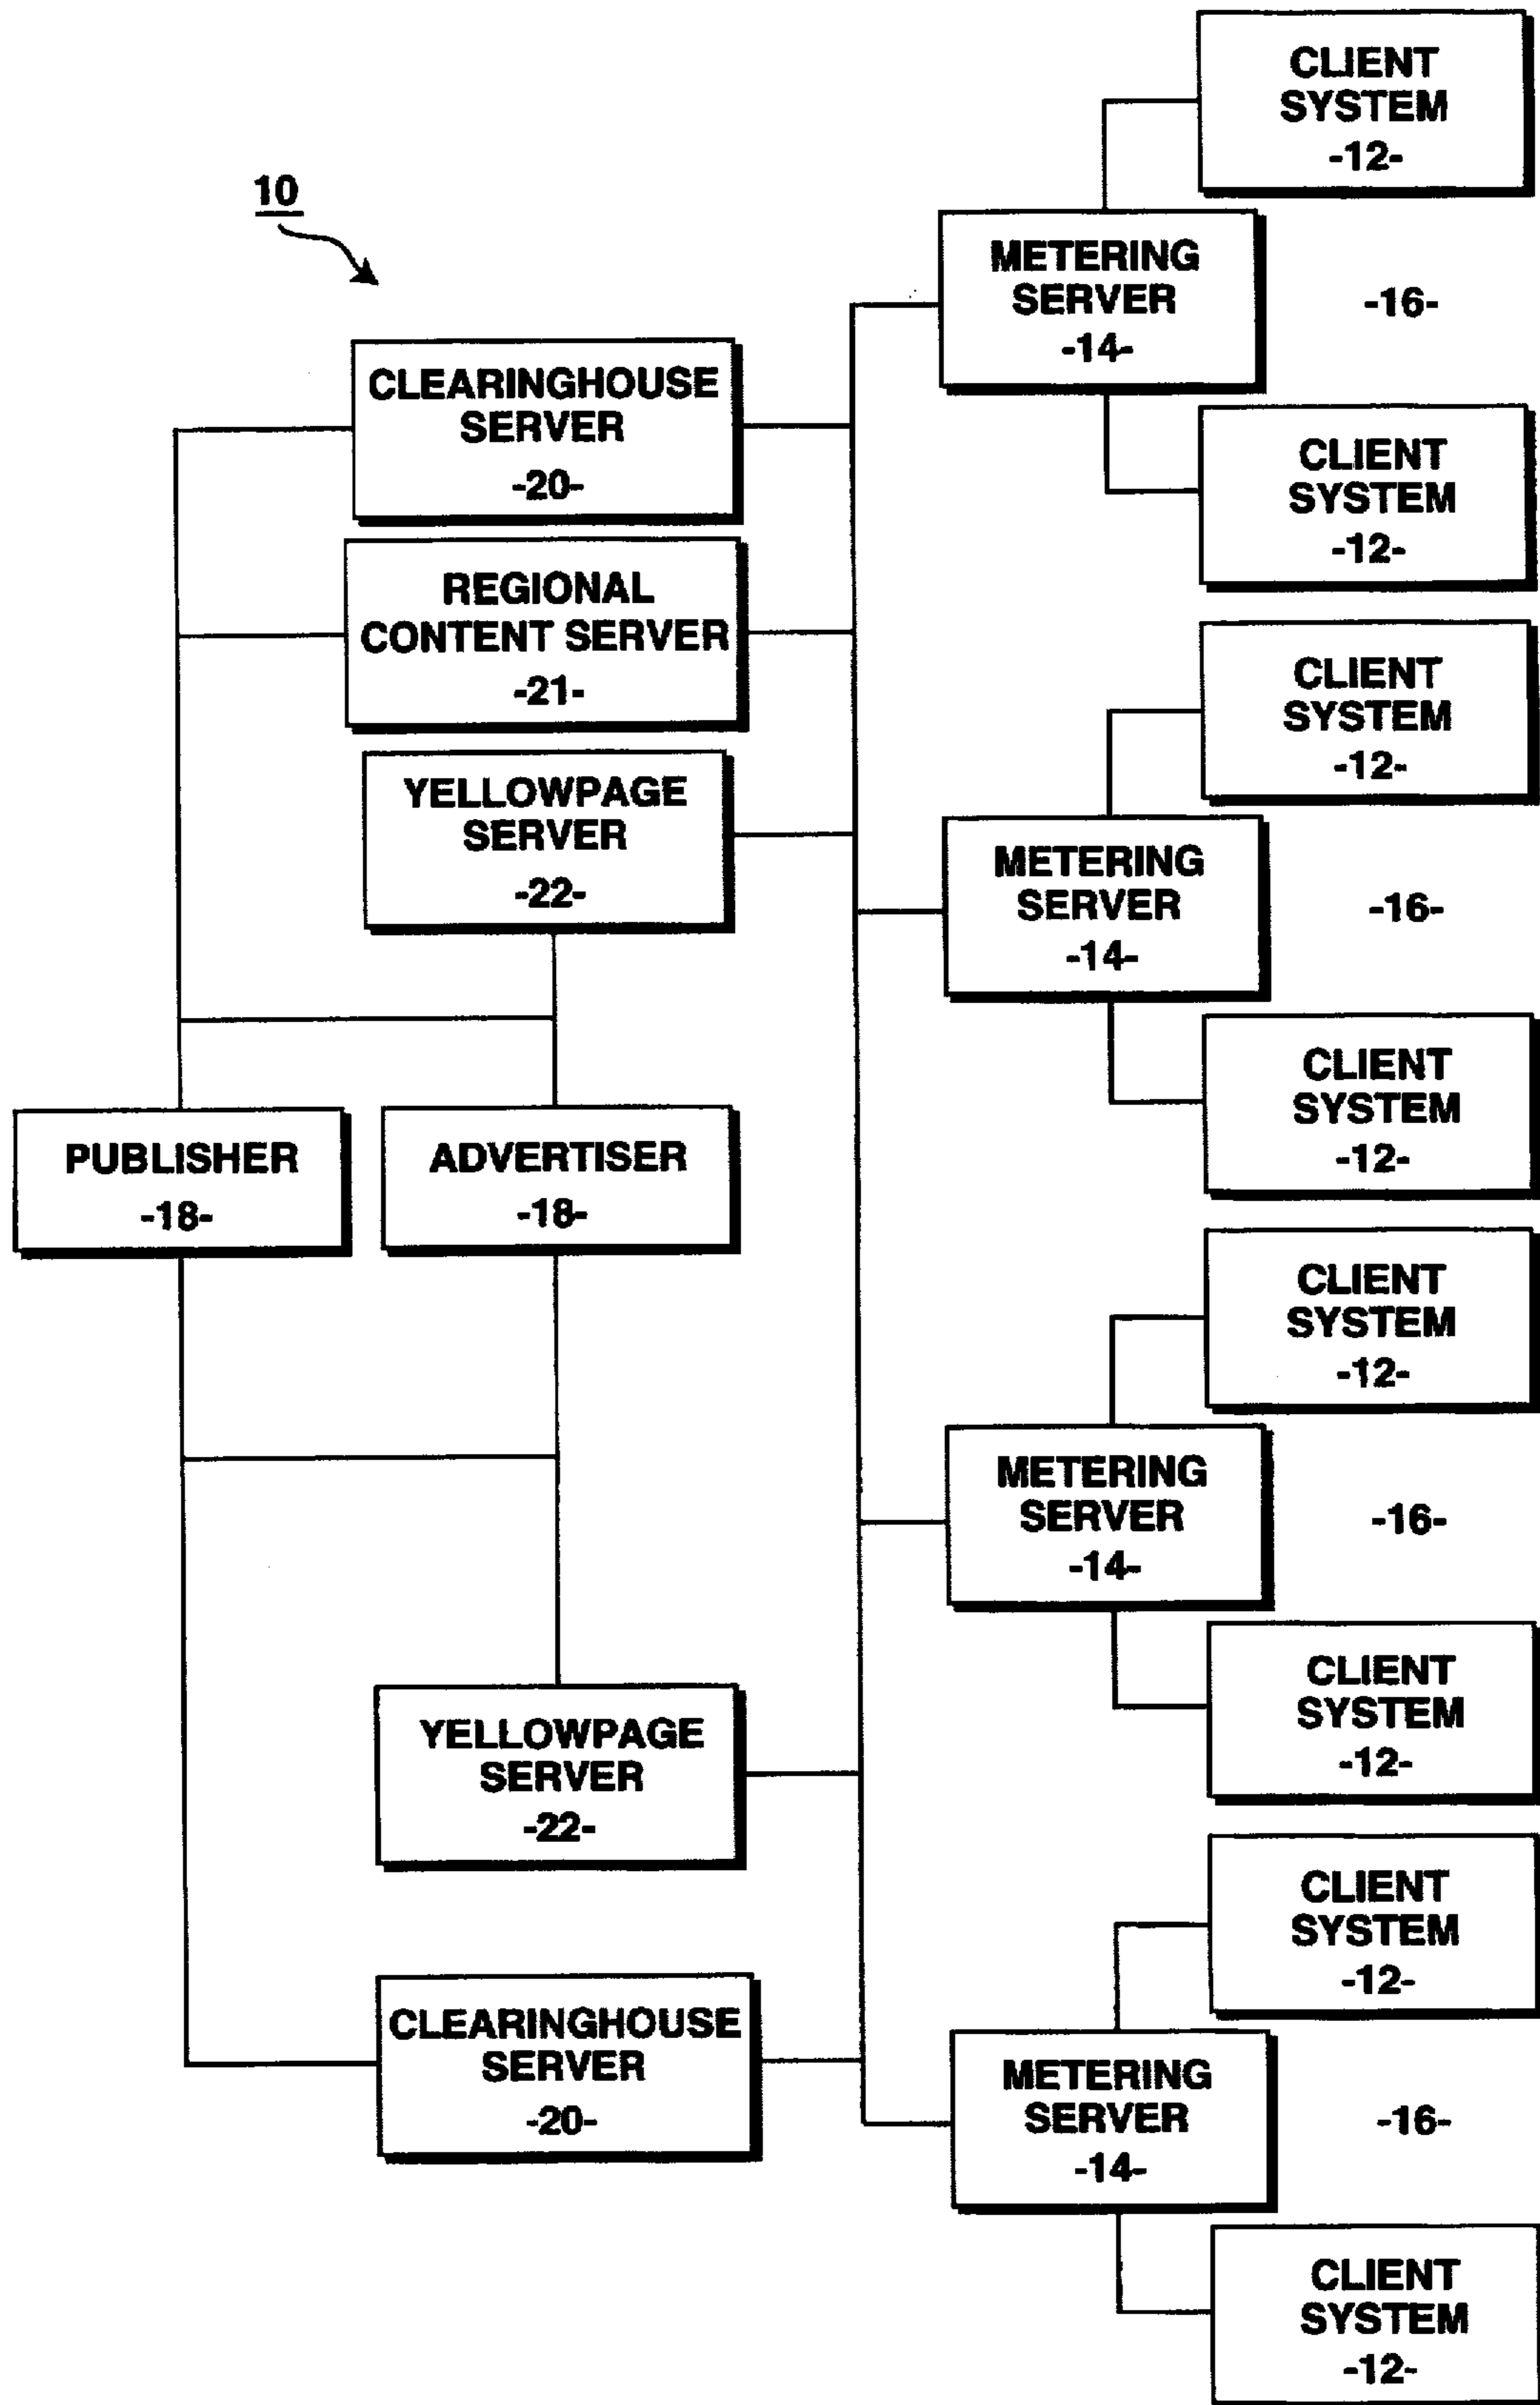 10
CLIENT
SYSTEM
-12-
METERING
SERVER
-14-
-16-
CLIENT
SYSTEM
-12-
CLEARINGHOUSE
SERVER
-20-
REGIONAL
CONTENT SERVER
-21-
YELLOWPAGE
SERVER
-22-
CLIENT
SYSTEM
-12-
METERING
SERVER
-14-
-16-
CLIENT
SYSTEM
-12-
PUBLISHER
-18-
ADVERTISER
-18-
CLIENT
SYSTEM
-12-
METERING
SERVER
-14-
-16-
CLIENT
SYSTEM
-12-
YELLOWPAGE
SERVER
-22-
CLEARINGHOUSE
SERVER
-20-
CLIENT
SYSTEM
-12-
METERING
SERVER
-14-
-16-
CLIENT
SYSTEM
-12-